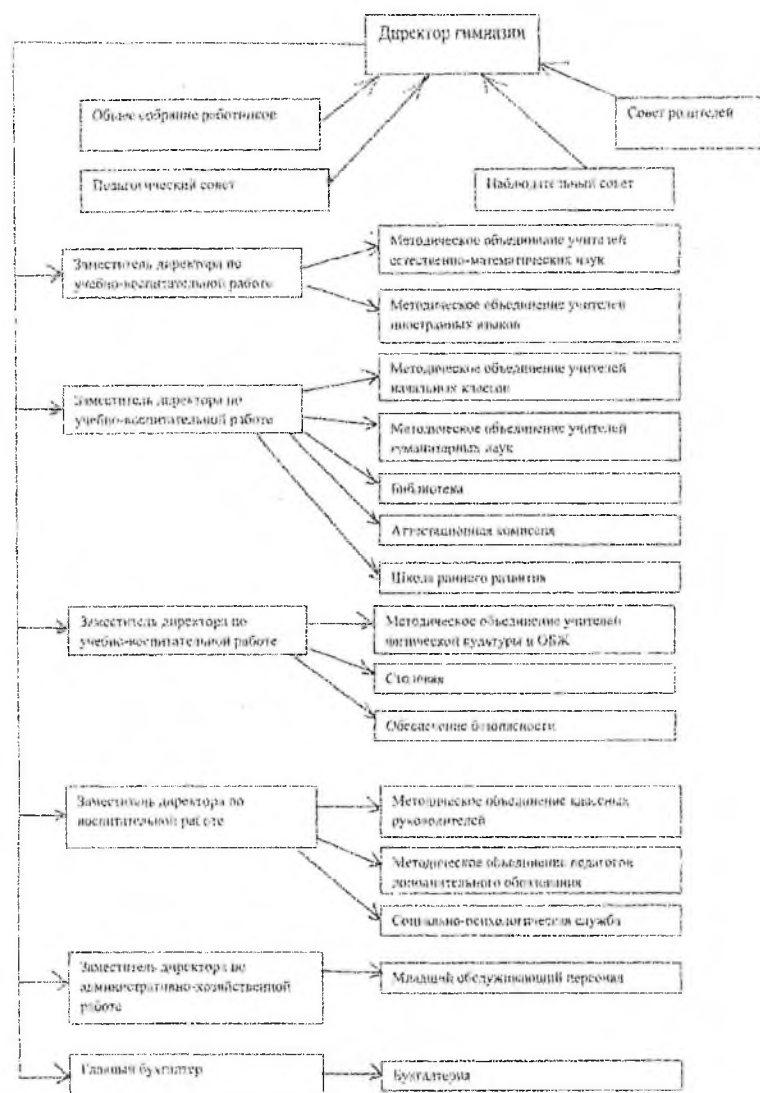 Директор гимназии
Общее собрание работников
Совет родителей
Педагогический совет
Наблюдательный совет
Заместитель директора по
учебно-воспитательной работе
Методическое объединение учителей
естественно-математических наук
Методическое объединение учителей
иностранных языков
Заместитель директора по
учебно-воспитательной работе
Методическое объединение учителей
начальных классов
Методическое объединение учителей
гуманитарных наук
Библиотека
Аттестационная комиссия
Школа раннего развития
Заместитель директора по
учебно-воспитательной работе
Методическое объединение учителей
физической культуры и ОБЖ
Столовая
Обеспечение безопасности
Заместитель директора по
воспитательной работе
Методическое объединение классных
руководителей
Методическое объединение педагогов
дополнительного образования
Социально-психологическая служба
Заместитель директора по
административно-хозяйственной
работе
Младший обслуживающий персонал
Главный бухгалтер
Бухгалтерия